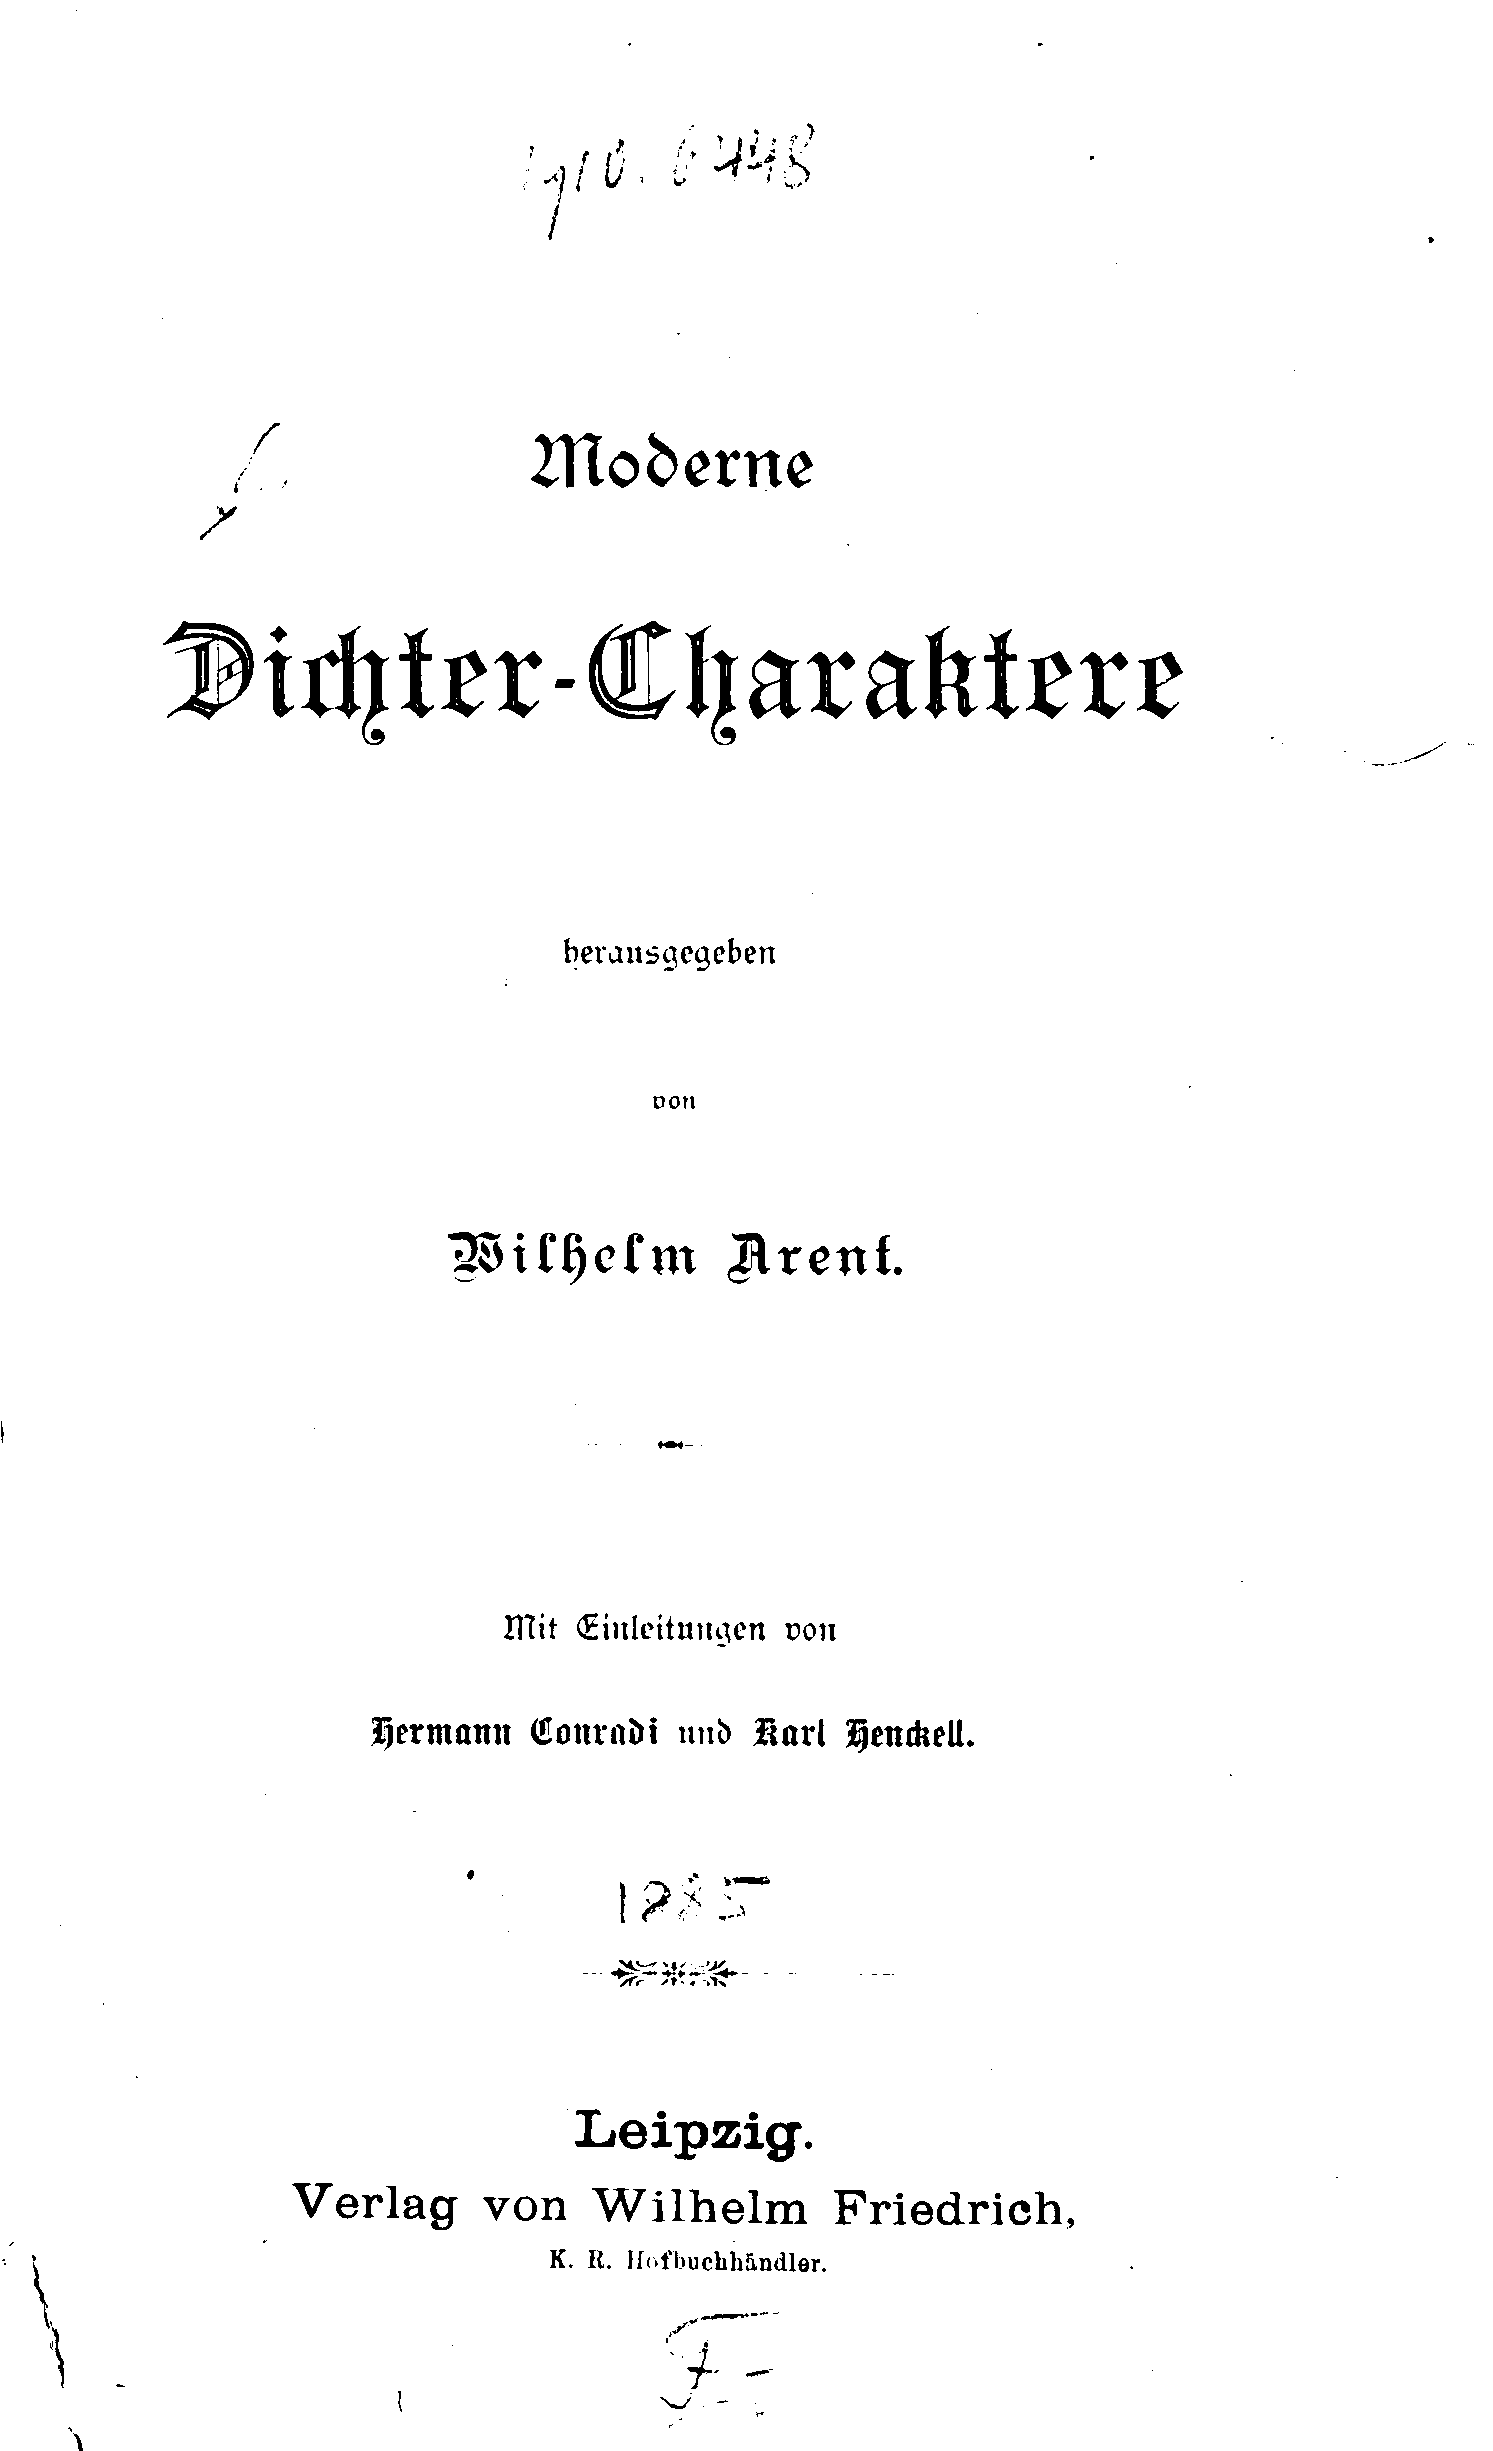 1910. 6448
Moderne
Dichter-Charaktere
herausgegeben
von
Wilhelm Arent.
Mit Einleitungen von
Hermann Conradi und Karl Henckell.
1885
Leipzig.
Verlag von Wilhelm Friedrich,
K. R. Hofbuchhändler.